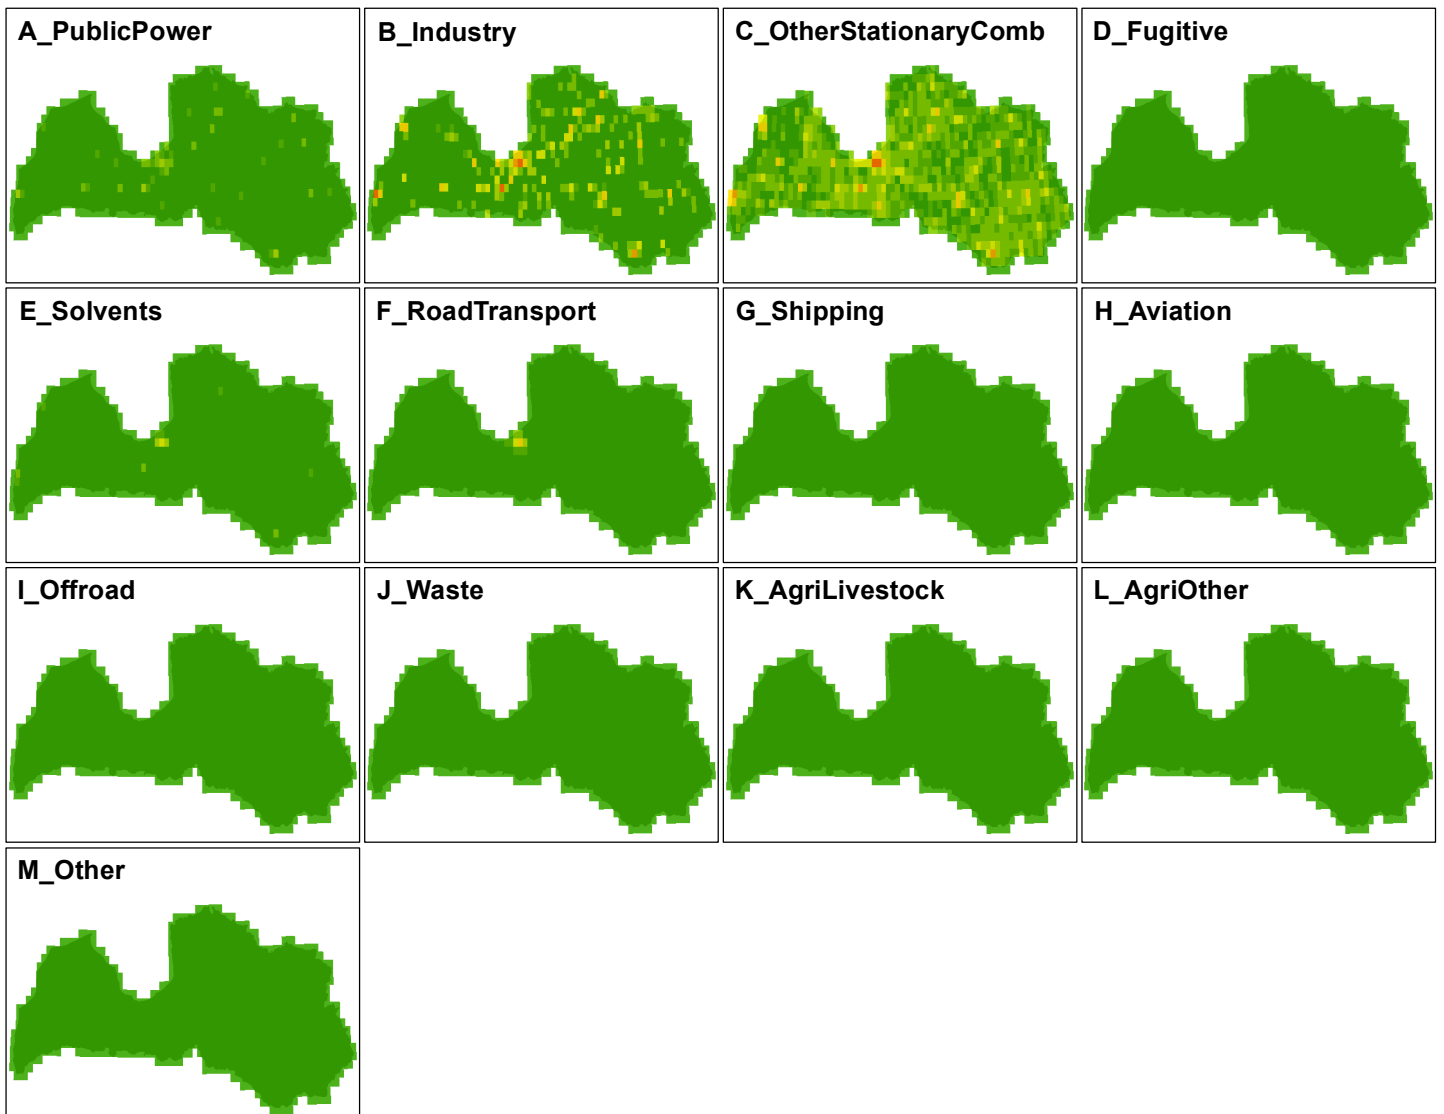 A_PublicPower
B_Industry
C_OtherStationaryComb
D_Fugitive
E_Solvents
F_RoadTransport
G_Shipping
H_Aviation
I_Offroad
J_Waste
K_AgriLivestock
L_AgriOther
M_Other